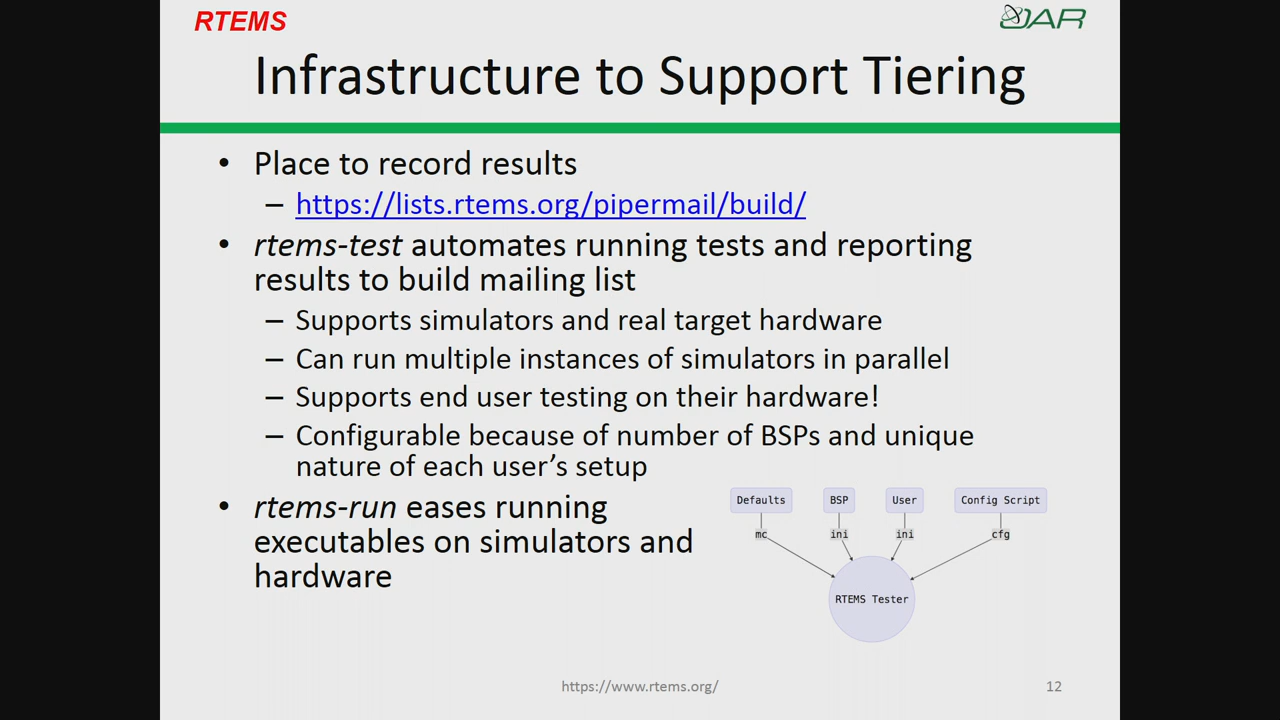 RTEMS
OAR
Infrastructure to Support Tiering
• Place to record results
– https://lists.rtems.org/pipermail/build/
• rtems-test automates running tests and reporting
results to build mailing list
– Supports simulators and real target hardware
– Can run multiple instances of simulators in parallel
– Supports end user testing on their hardware!
– Configurable because of number of BSPs and unique
nature of each user’s setup
• rtems-run eases running
executables on simulators and
hardware
Defaults BSP User Config Script
mc ini ini cfg
RTEMS Tester
https://www.rtems.org/
12